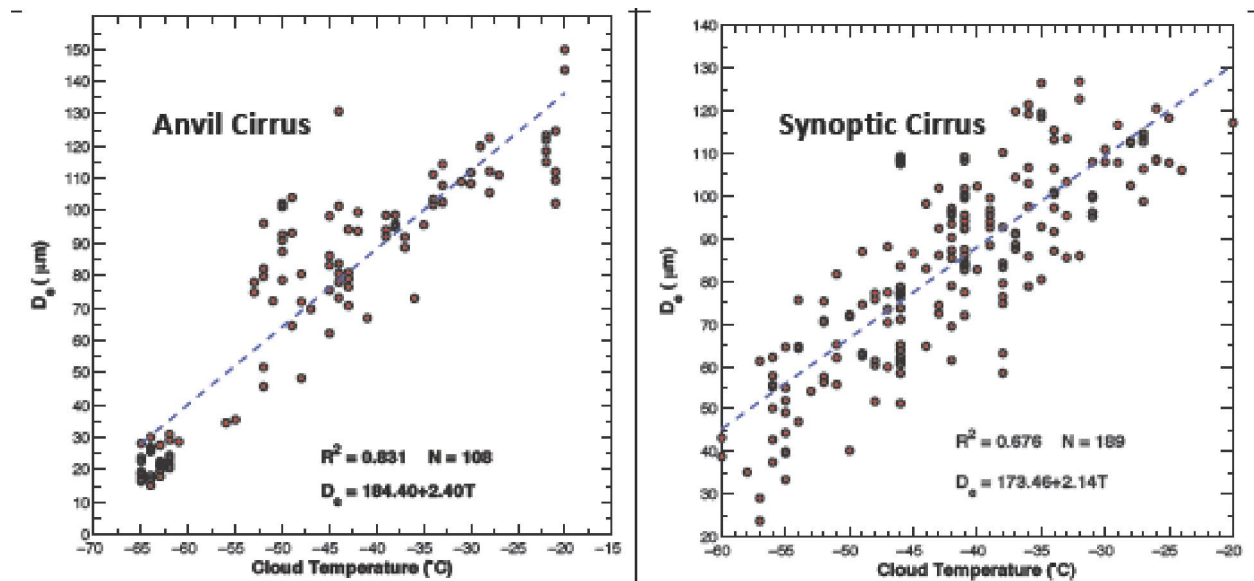 150
140
130
120
110
100
90
80
70
60
50
40
30
20
10
0
Dₑ ( μm)
Anvil Cirrus
R² = 0.831 N = 108
Dₑ = 184.40+2.40T
−70 −65 −60 −55 −50 −45 −40 −35 −30 −25 −20 −15
Cloud Temperature (°C)
140
130
120
110
100
90
80
70
60
50
40
30
20
Dₑ ( μm)
Synoptic Cirrus
R² = 0.676 N = 189
Dₑ = 173.46+2.14T
−60 −55 −50 −45 −40 −35 −30 −25 −20
Cloud Temperature (°C)